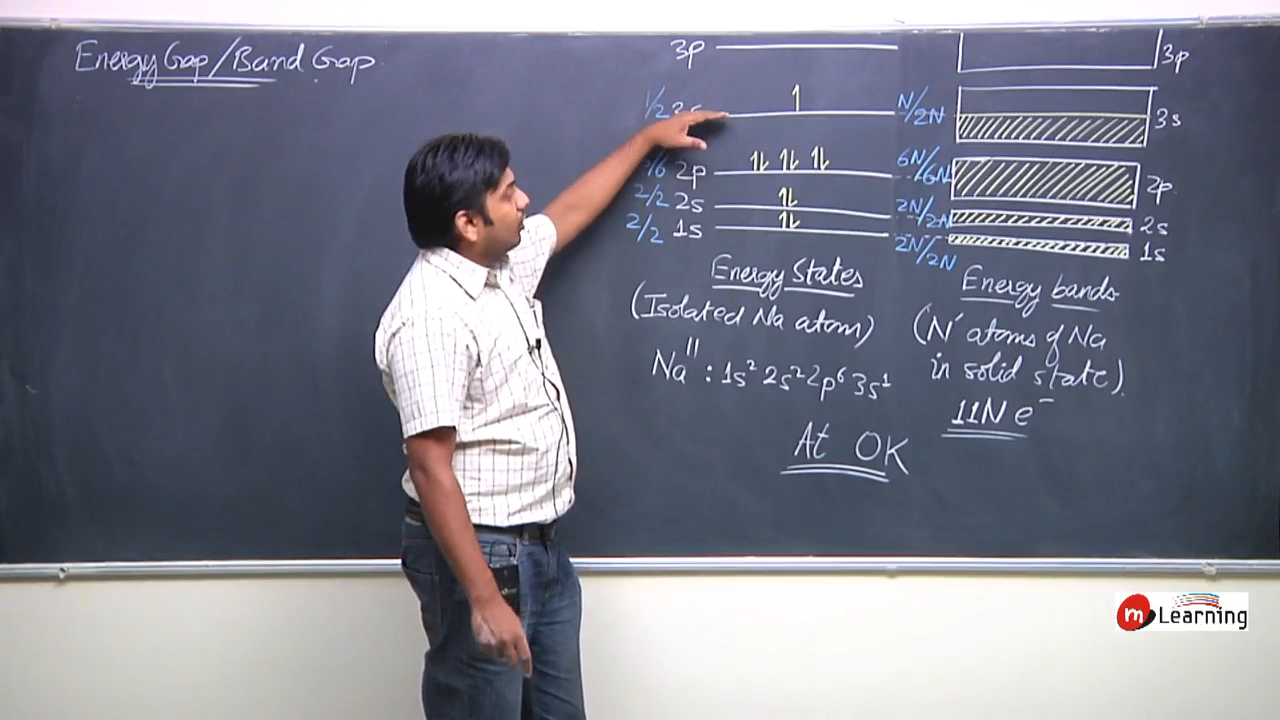 Energy Gap/Band Gap
3p
3p
1/2
N/2N
3s
2p
6N/6N
2p
2/2 2s
2N/2N
2s
2/2 1s
2N/2N
1s
Energy States
Energy bands
(Isolated Na atom)
('N' atoms of Na
in solid state).
Na¹¹ : 1s² 2s² 2p⁶ 3s¹
11N e⁻
At 0K
m Learning